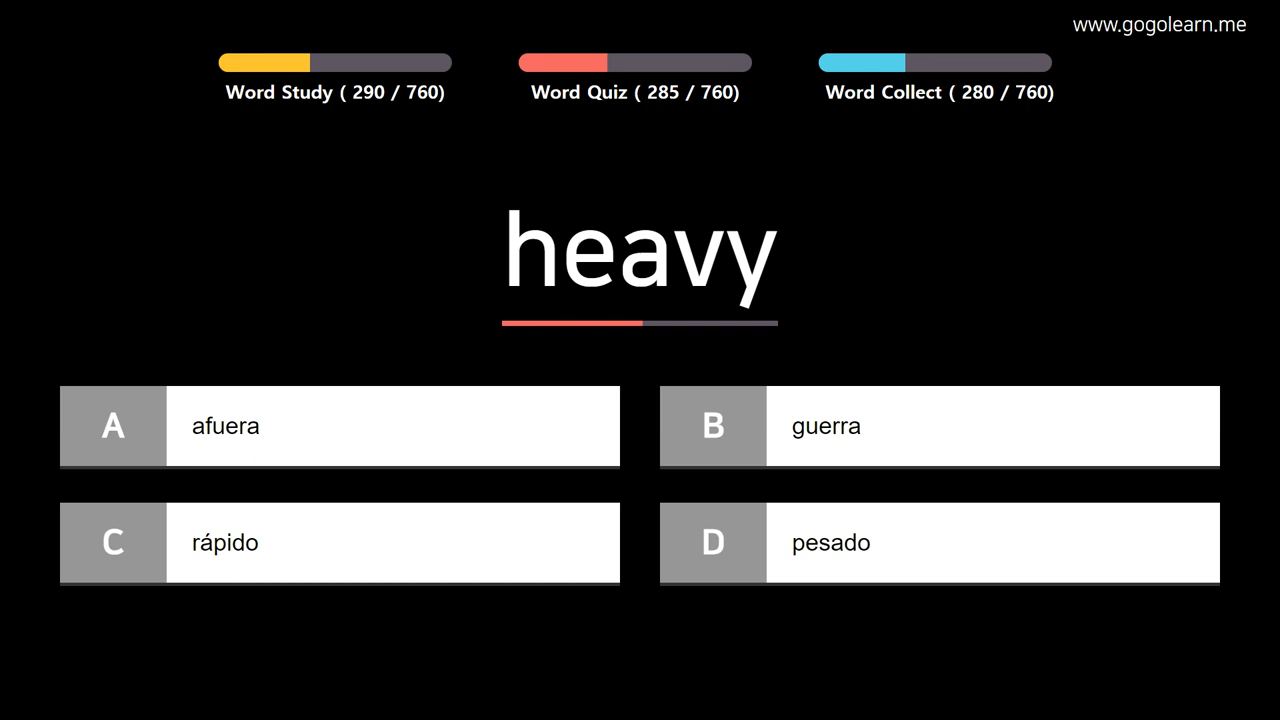 www.gogolearn.me
Word Study ( 290 / 760)
Word Quiz ( 285 / 760)
Word Collect ( 280 / 760)
heavy
A afuera
B guerra
C rápido
D pesado